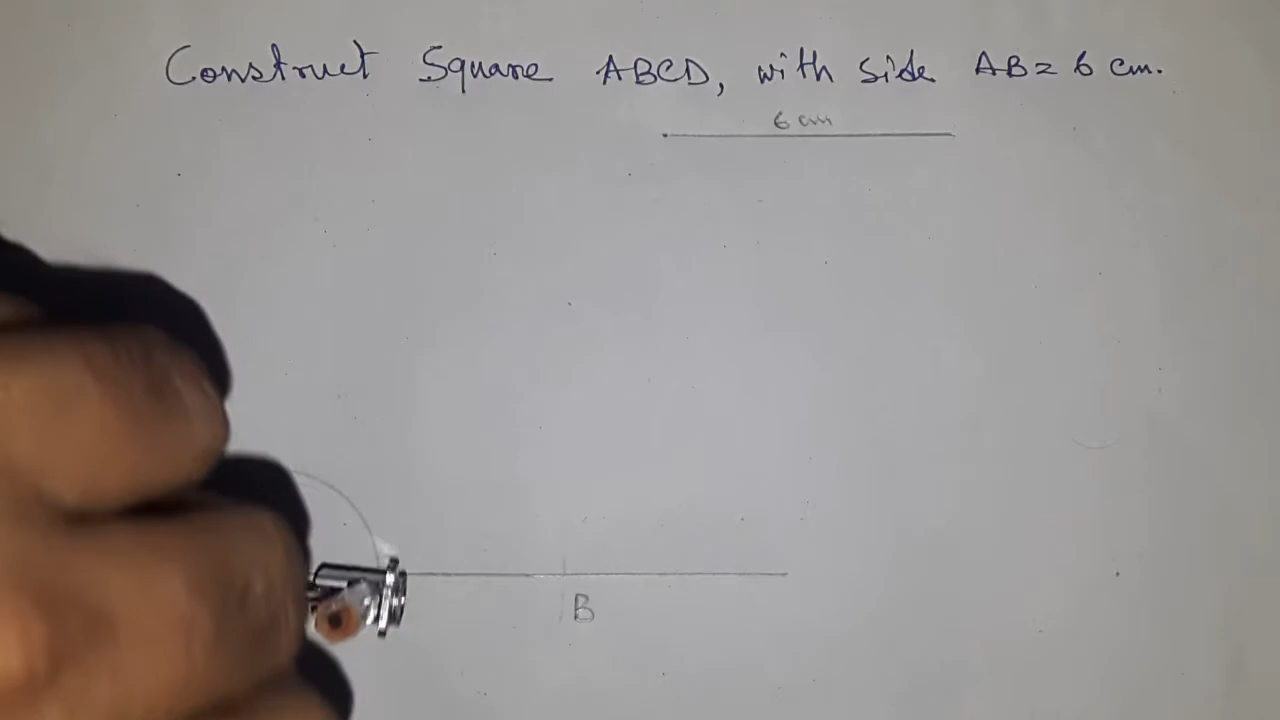 Construct Square ABCD, with side AB = 6 cm.
6 cm
B